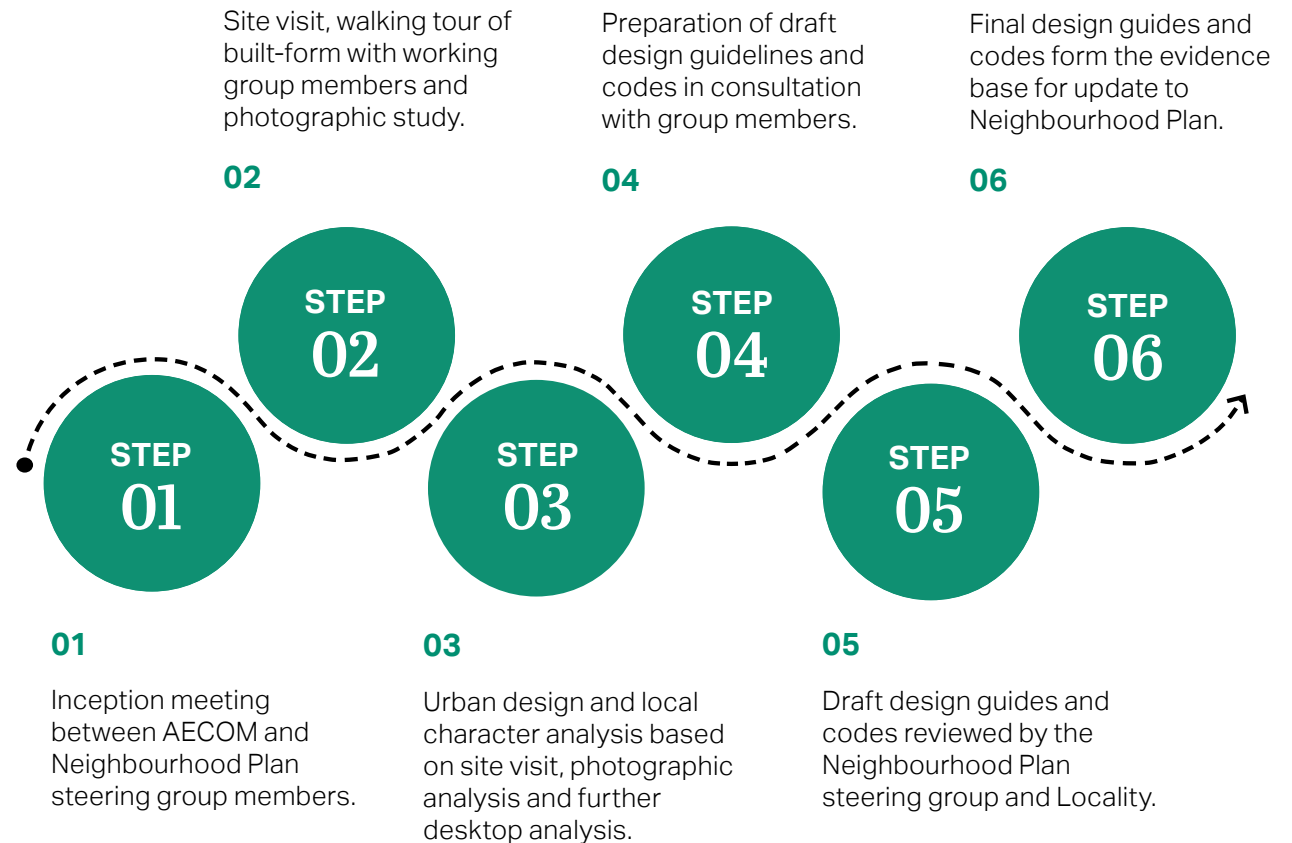 Site visit, walking tour of
built-form with working
group members and
photographic study.
02
Preparation of draft
design guidelines and
codes in consultation
with group members.
04
Final design guides and
codes form the evidence
base for update to
Neighbourhood Plan.
06
STEP
01
STEP
02
STEP
03
STEP
04
STEP
05
STEP
06
01
Inception meeting
between AECOM and
Neighbourhood Plan
steering group members.
03
Urban design and local
character analysis based
on site visit, photographic
analysis and further
desktop analysis.
05
Draft design guides and
codes reviewed by the
Neighbourhood Plan
steering group and Locality.